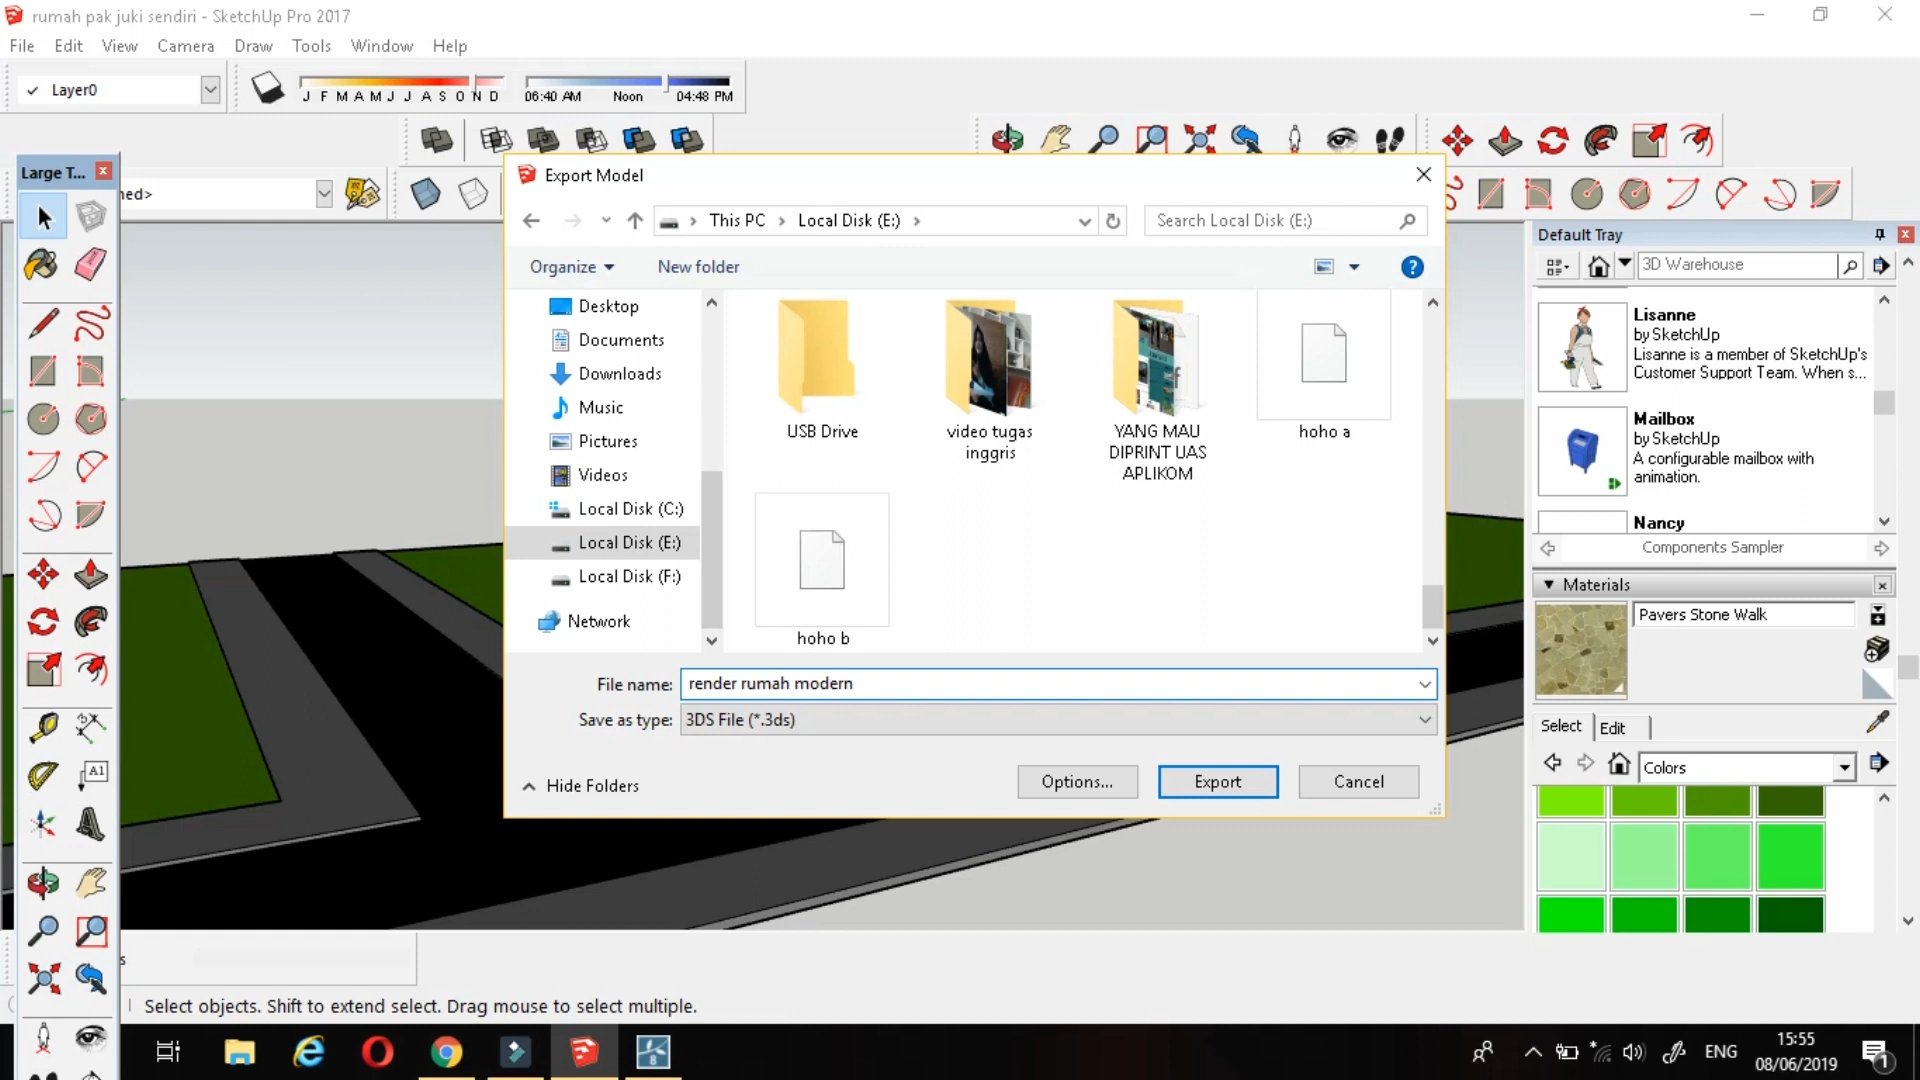 rumah pak juki sendiri - SketchUp Pro 2017
File Edit View Camera Draw Tools Window Help
Layer0
J F M A M J J A S O N D
06:40 AM Noon 04:48 PM
Large T...
ned>
Export Model
This PC > Local Disk (E:) >
Search Local Disk (E:)
Organize
New folder
Desktop
Documents
Downloads
Music
Pictures
Videos
Local Disk (C:)
Local Disk (E:)
Local Disk (F:)
Network
USB Drive
video tugas
inggris
YANG MAU
DIPRINT UAS
APLIKOM
hoho a
hoho b
File name: render rumah modern
Save as type: 3DS File (*.3ds)
Hide Folders
Options...
Export
Cancel
Default Tray
3D Warehouse
Lisanne
by SketchUp
Lisanne is a member of SketchUp's
Customer Support Team. When s...
Mailbox
by SketchUp
A configurable mailbox with
animation.
Nancy
Components Sampler
Materials
Pavers Stone Walk
Select Edit
Colors
A1
s
Select objects. Shift to extend select. Drag mouse to select multiple.
8
ENG
15:55
08/06/2019
1